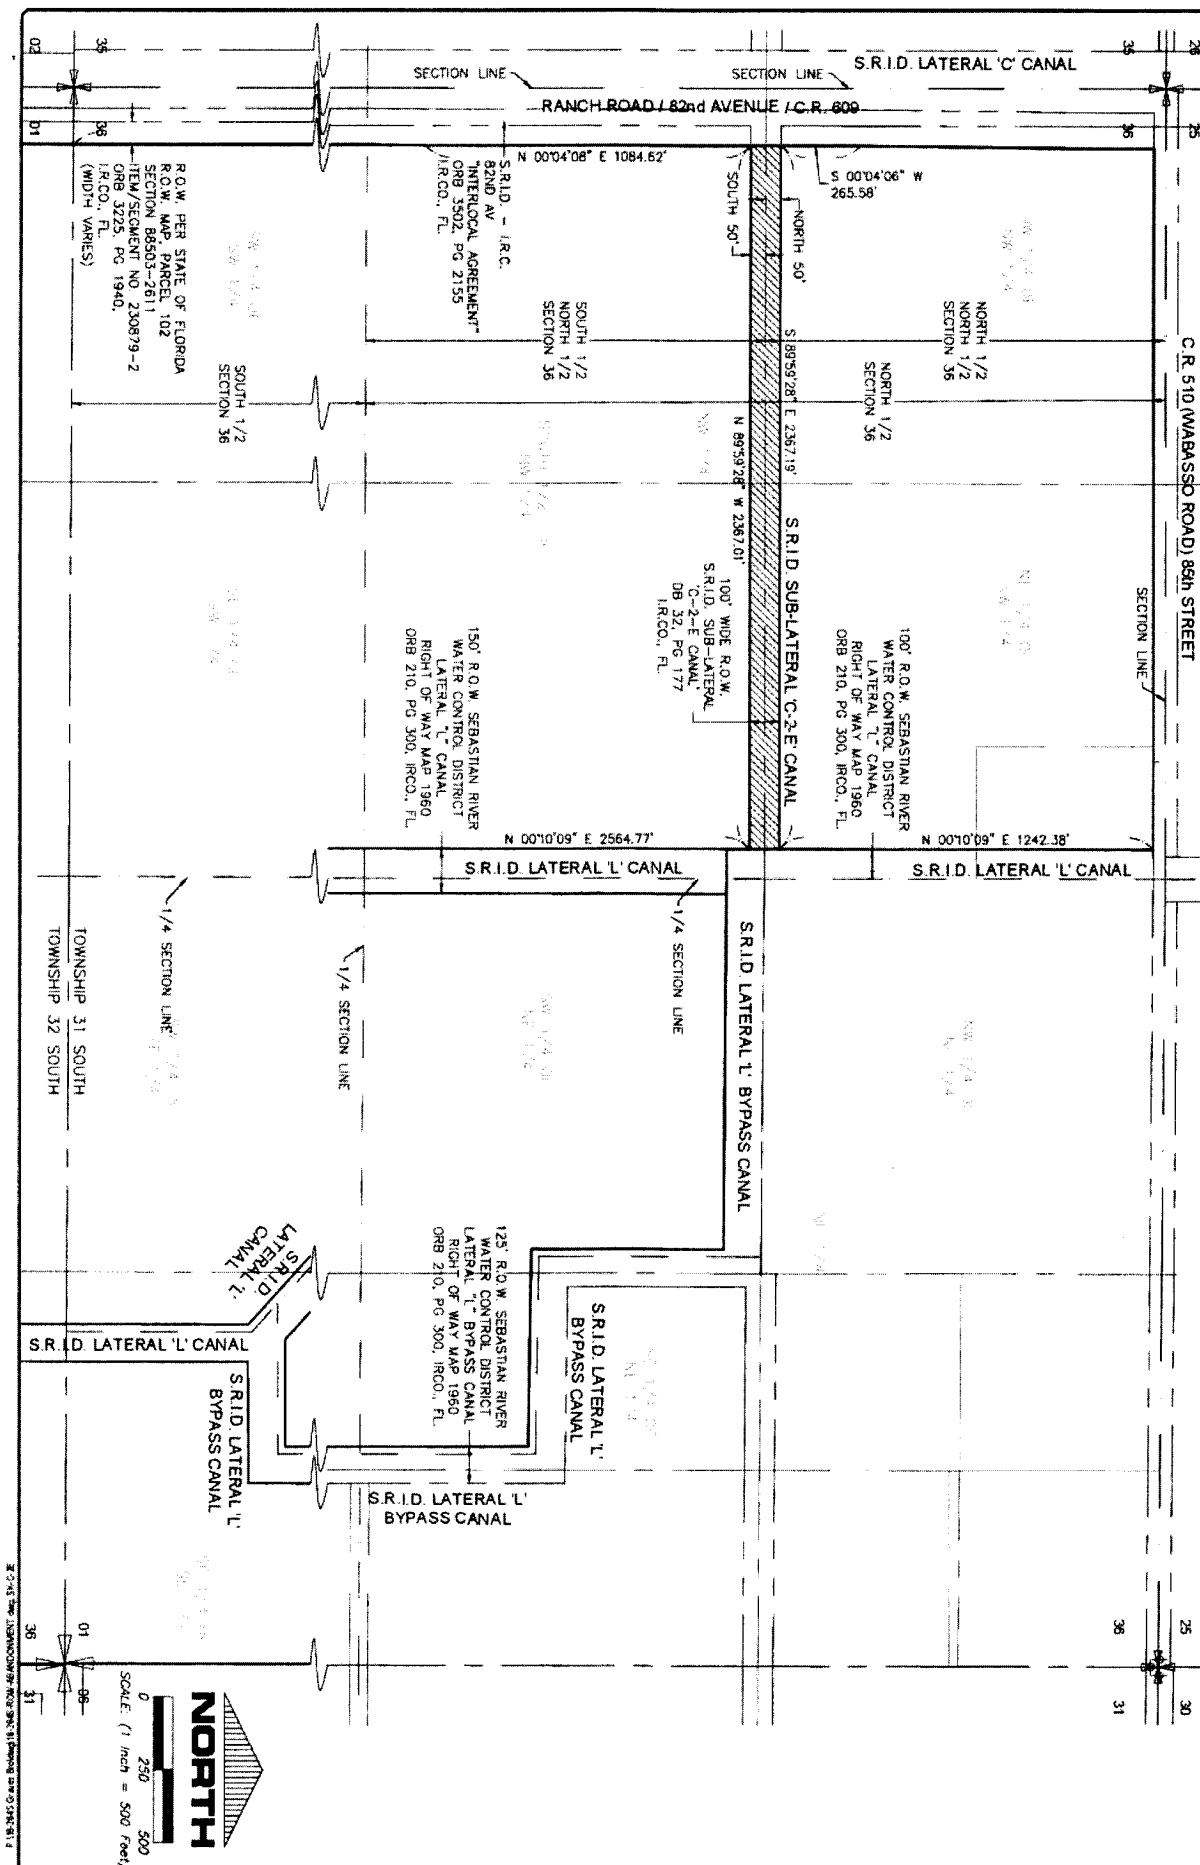 S.R.I.D. LATERAL 'C' CANAL
26
35
25
36
35
02
36
01
SECTION LINE
SECTION LINE
RANCH ROAD / 82nd AVENUE / C.R. 609
N 00°04'08" E 1084.62'
S 00°04'06" W
265.58'
SOUTH 50'
NORTH 50'
S.R.I.D. - I.R.C.
82ND AV
"INTERLOCAL AGREEMENT"
ORB 3502, PG 2155
I.R.CO., FL.
R.O.W. PER STATE OF FLORIDA
R.O.W. MAP, PARCEL 102
SECTION 88503-2611
ITEM/SEGMENT NO. 230879-2
ORB 3225, PG 1940,
I.R.CO., FL.
(WIDTH VARIES)
C.R. 510 (WABASSO ROAD) 85th STREET
SECTION LINE
NORTH 1/2
NORTH 1/2
SECTION 36
NORTH 1/2
SECTION 36
SOUTH 1/2
NORTH 1/2
SECTION 36
SOUTH 1/2
SECTION 36
S 89°59'28" E 2367.19'
N 89°59'28" W 2367.01'
S.R.I.D. SUB-LATERAL 'C-2-E' CANAL
100' WIDE R.O.W.
S.R.I.D. SUB-LATERAL
'C-2-E CANAL'
DB 32, PG 177
I.R.CO., FL.
100' R.O.W. SEBASTIAN RIVER
WATER CONTROL DISTRICT
LATERAL "L" CANAL
RIGHT OF WAY MAP 1960
ORB 210, PG 300, IRCO., FL.
150' R.O.W. SEBASTIAN RIVER
WATER CONTROL DISTRICT
LATERAL "L" CANAL
RIGHT OF WAY MAP 1960
ORB 210, PG 300, IRCO., FL.
N 00°10'09" E 2564.77'
N 00°10'09" E 1242.38'
S.R.I.D. LATERAL 'L' CANAL
S.R.I.D. LATERAL 'L' CANAL
1/4 SECTION LINE
1/4 SECTION LINE
1/4 SECTION LINE
TOWNSHIP 31 SOUTH
TOWNSHIP 32 SOUTH
S.R.I.D. LATERAL 'L' BYPASS CANAL
125' R.O.W. SEBASTIAN RIVER
WATER CONTROL DISTRICT
LATERAL "L" BYPASS CANAL
RIGHT OF WAY MAP 1960
ORB 210, PG 300, IRCO., FL.
S.R.I.D.
LATERAL 'L'
CANAL
S.R.I.D. LATERAL 'L' CANAL
S.R.I.D. LATERAL 'L'
BYPASS CANAL
S.R.I.D. LATERAL 'L'
BYPASS CANAL
S.R.I.D. LATERAL 'L'
BYPASS CANAL
25
30
36
31
01
06
36
31
NORTH
0 250 500
SCALE: (1 inch = 500 Feet)